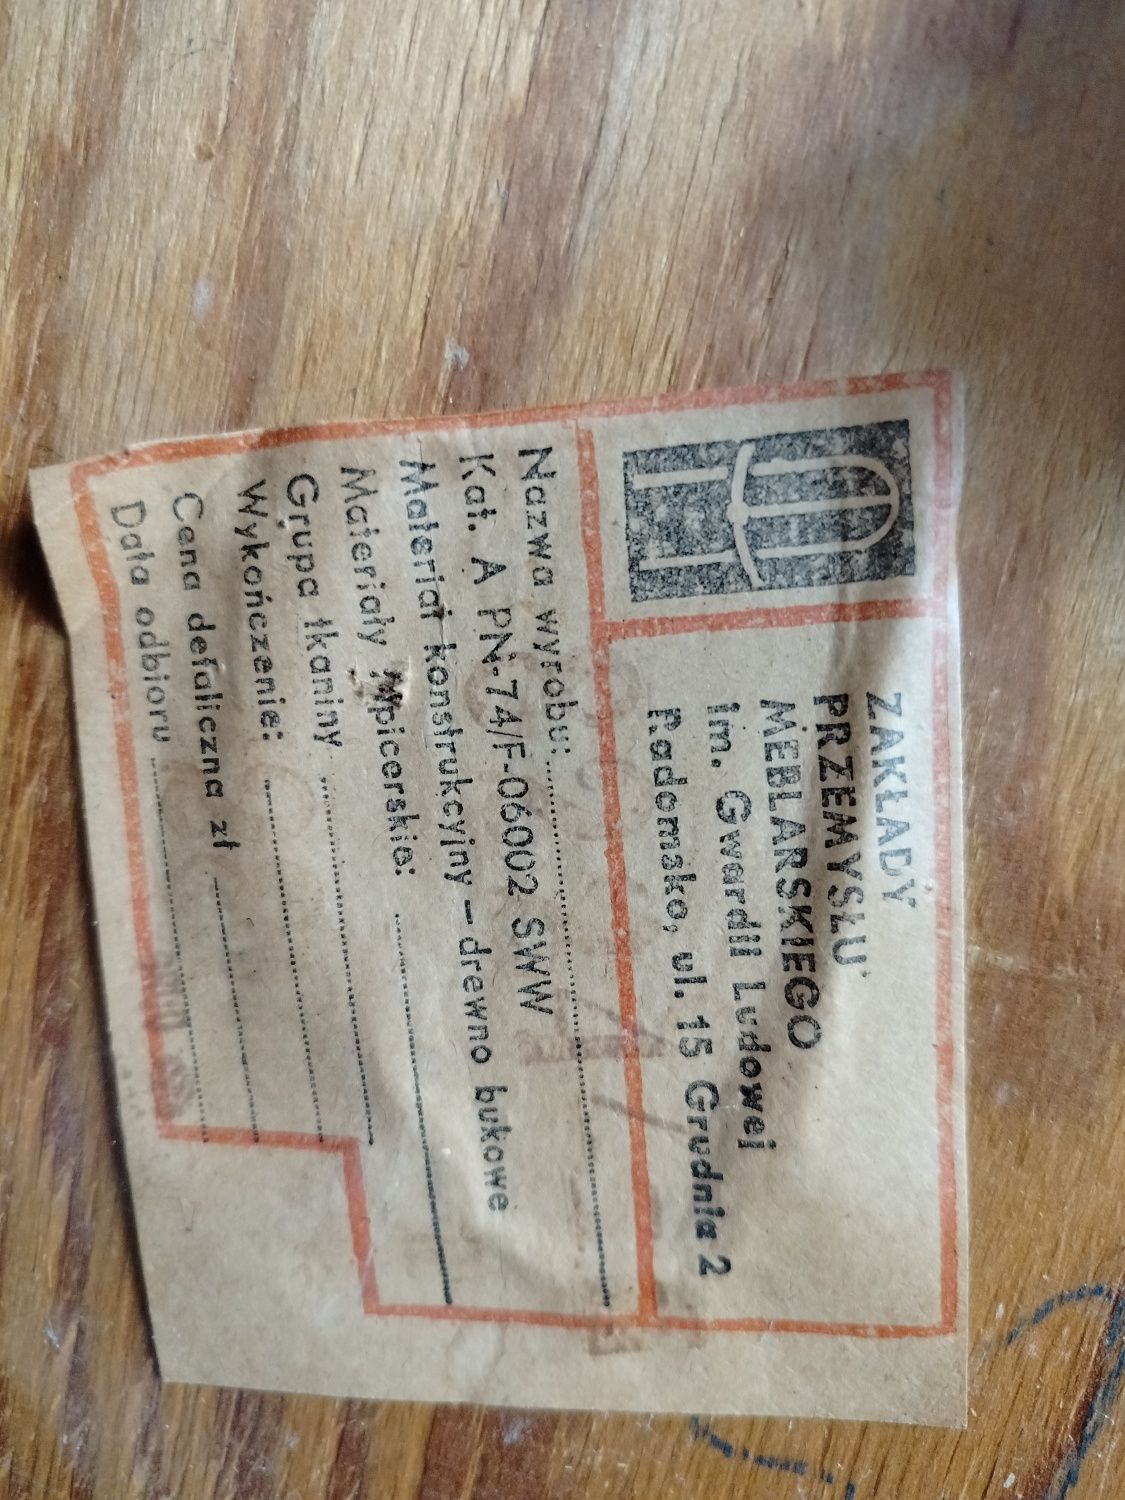 ZAKŁADY
PRZEMYSŁU
MEBLARSKIEGO
im. Gwardii Ludowej
Radomsko, ul. 15 Grudnia 2
Nazwa wyrobu:
Kat. A PN-74/F-06002 SWW
Materiał konstrukcyjny – drewno bukowe
Materiały tapicerskie:
Grupa tkaniny
Wykończenie:
Cena detaliczna zł
Data odbioru